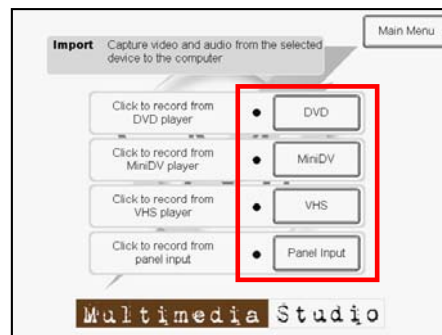 Main Menu
Import Capture video and audio from the selected
device to the computer
Click to record from
DVD player
DVD
Click to record from
MiniDV player
MiniDV
Click to record from
VHS player
VHS
Click to record from
panel input
Panel Input
Multimedia Studio